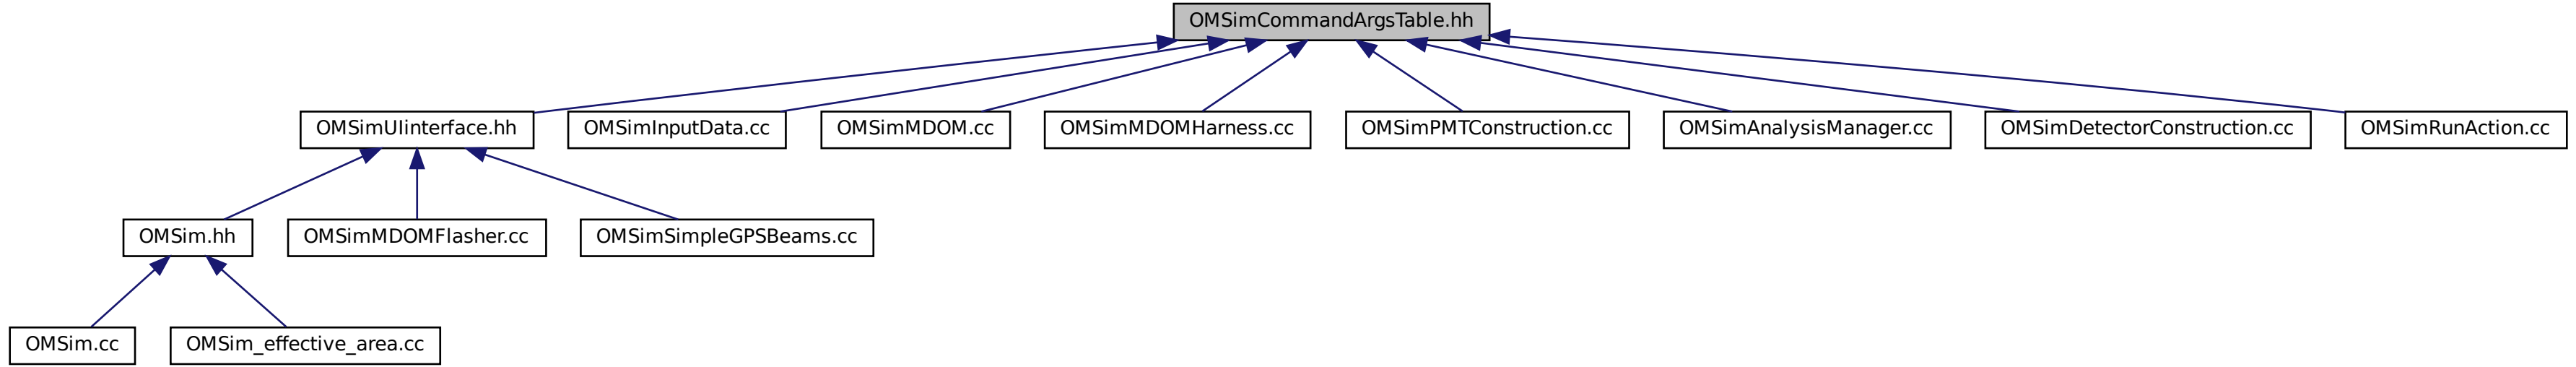 OMSimCommandArgsTable.hh
OMSimUIinterface.hh
OMSimInputData.cc
OMSimMDOM.cc
OMSimMDOMHarness.cc
OMSimPMTConstruction.cc
OMSimAnalysisManager.cc
OMSimDetectorConstruction.cc
OMSimRunAction.cc
OMSim.hh
OMSimMDOMFlasher.cc
OMSimSimpleGPSBeams.cc
OMSim.cc
OMSim_effective_area.cc